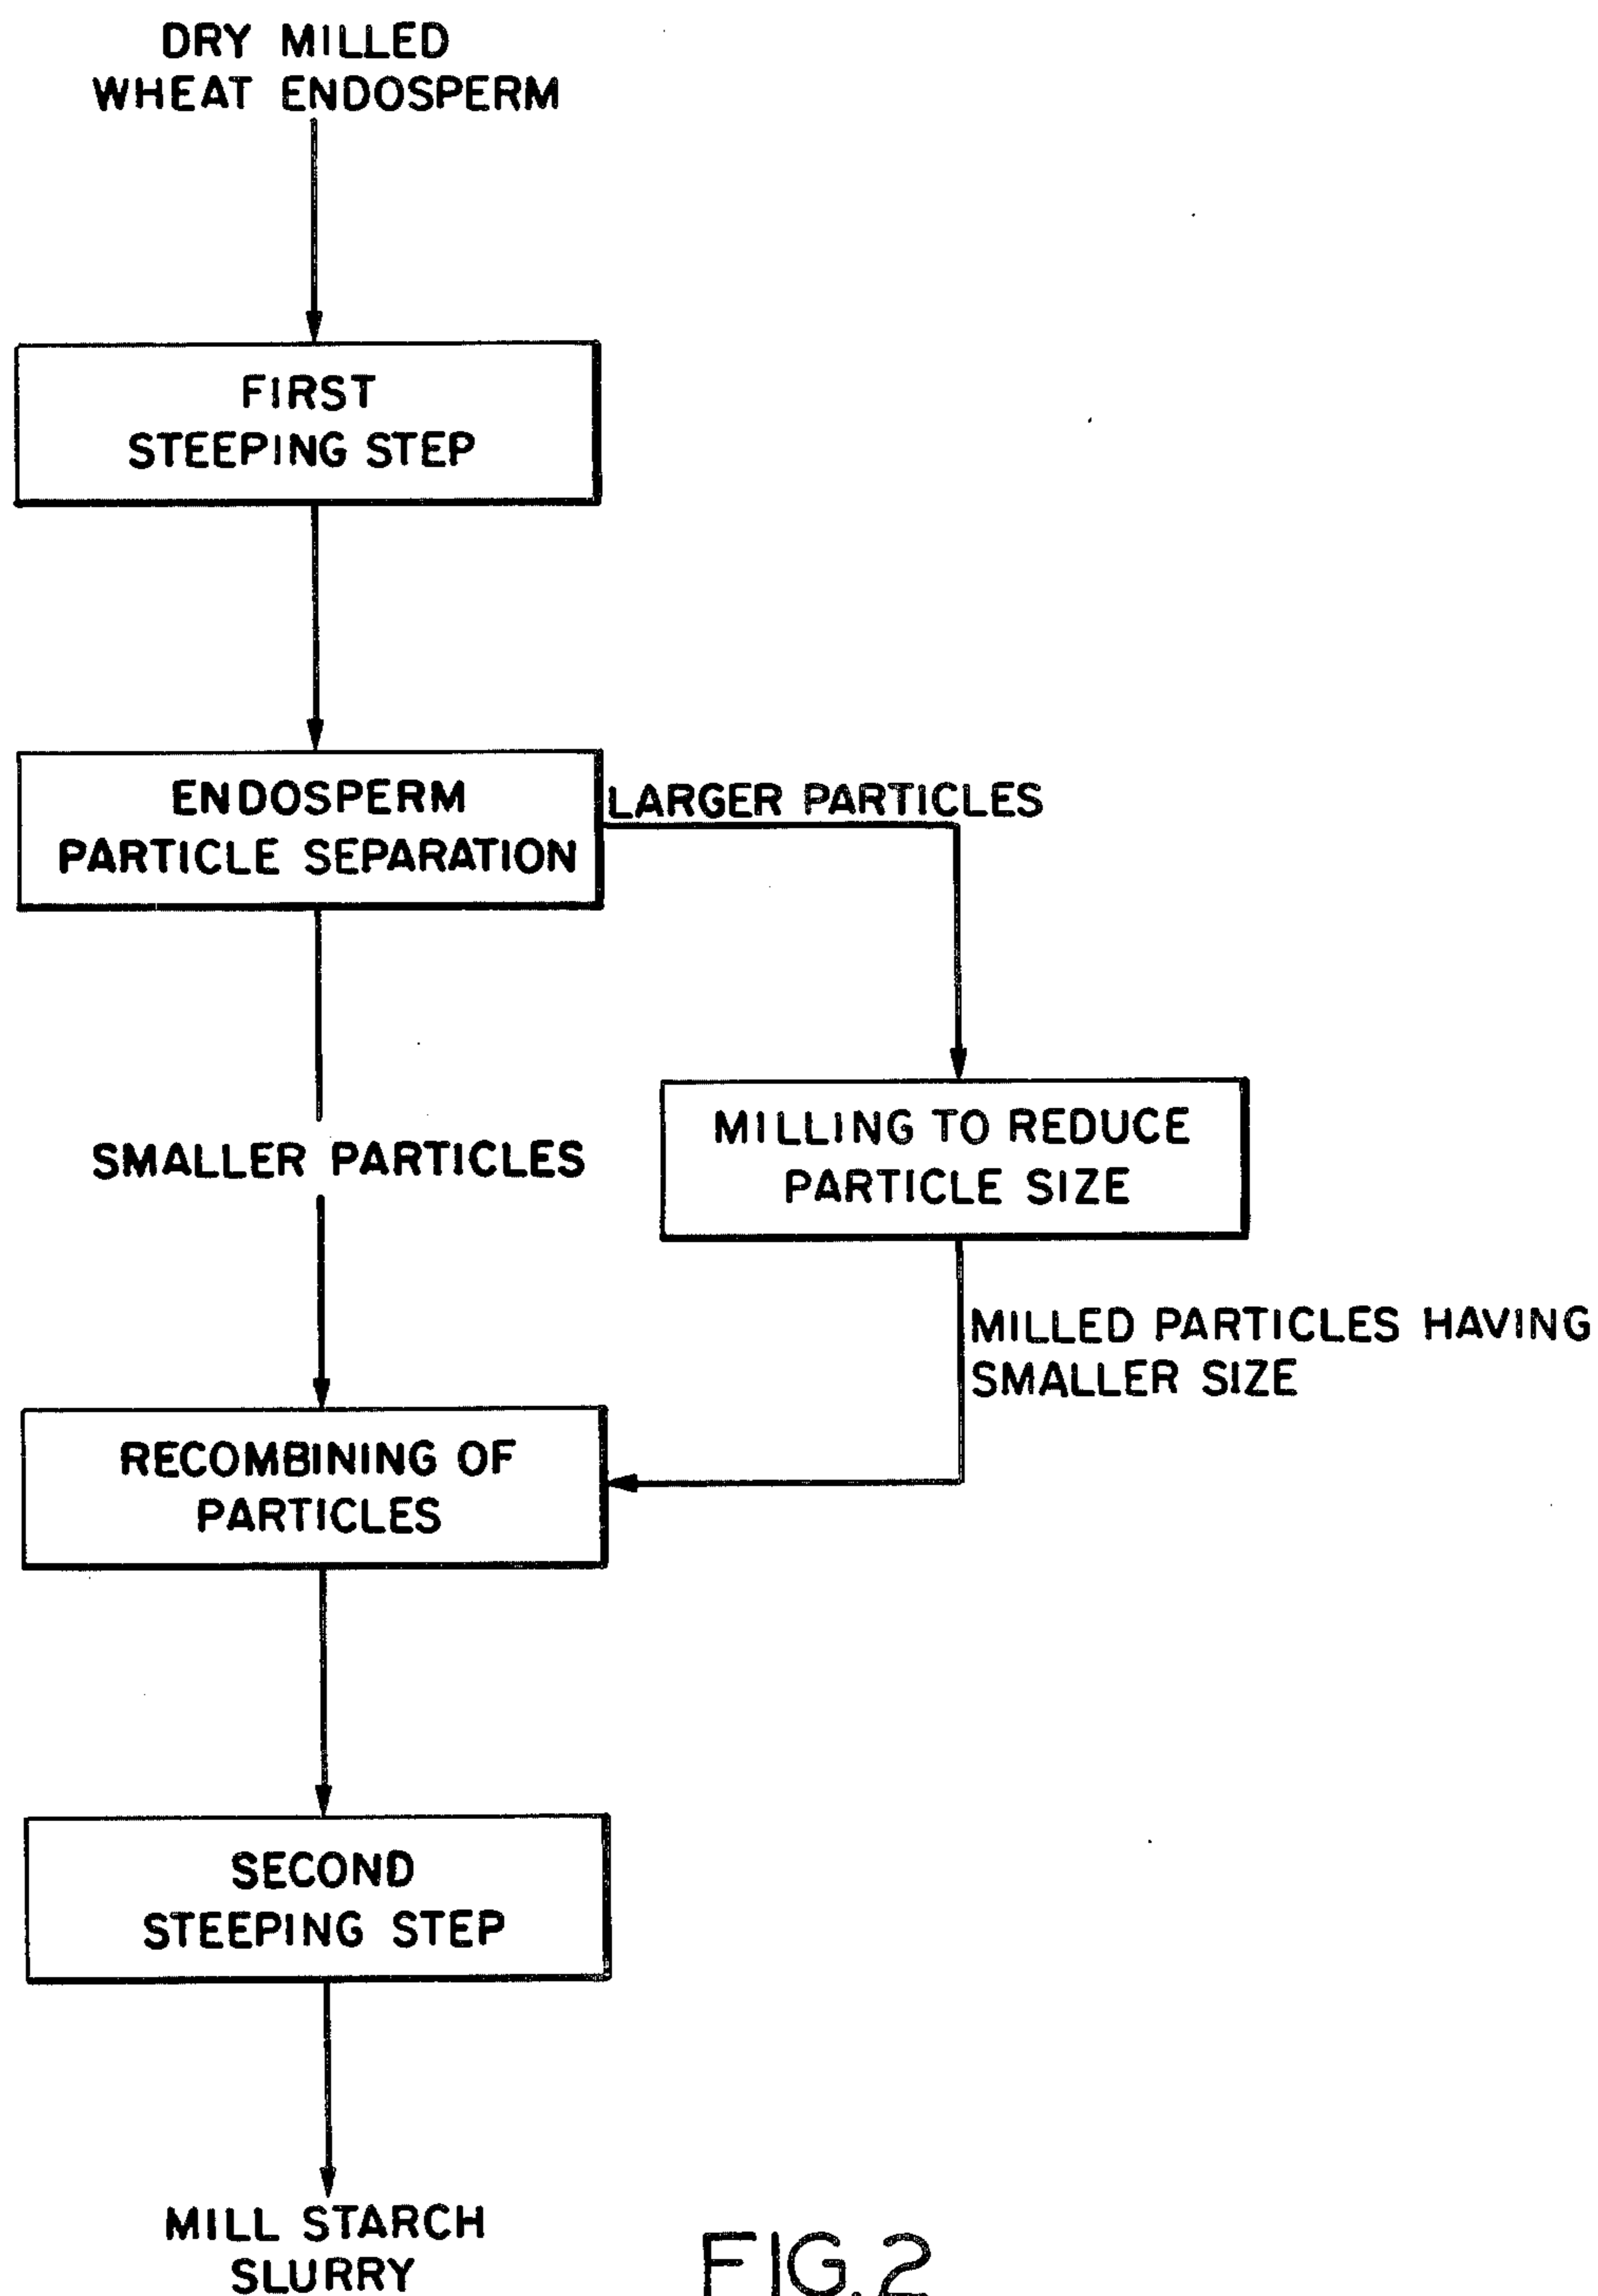 DRY MILLED
WHEAT ENDOSPERM
FIRST
STEEPING STEP
ENDOSPERM
PARTICLE SEPARATION
LARGER PARTICLES
MILLING TO REDUCE
PARTICLE SIZE
SMALLER PARTICLES
MILLED PARTICLES HAVING
SMALLER SIZE
RECOMBINING OF
PARTICLES
SECOND
STEEPING STEP
MILL STARCH
SLURRY
FIG.2